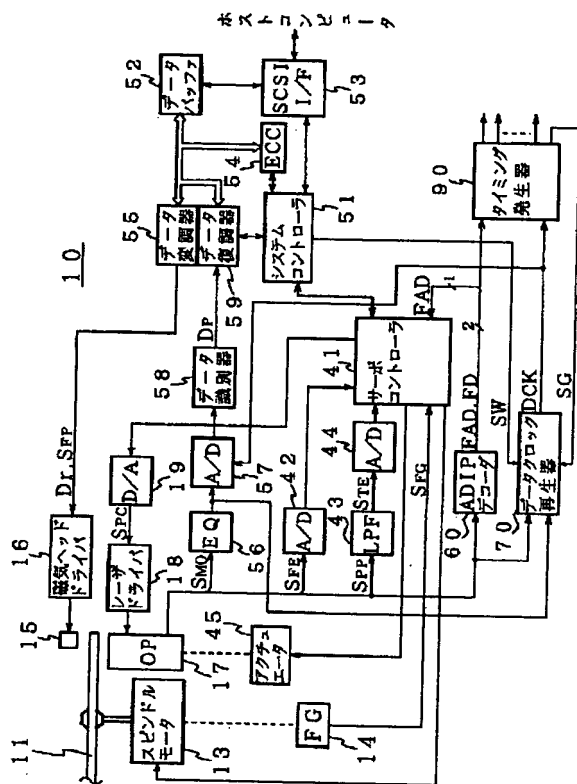 10
ホストコンピュータ
52
データ
バッファ
SCSI
I/F
53
ECC
54
55
データ
変調器
データ
復調器
59
システム
コントローラ
51
タイミング
発生器
90
DP
データ
識別器
58
Dr,SFP
D/A
19
SPC
磁気ヘッド
ドライバ
16
レーザ
ドライバ
18
15
11
OP
17
SMO
EQ
56
A/D
57
SFE
A/D
42
SPP
LPF
43
STE
A/D
44
サーボ
コントローラ
41
FAD
1
2
アクチュ
エータ
45
スピンドル
モータ
13
FG
14
SFG
ADIP
デコーダ
60
FAD,FD
SW
データクロック
再生器
70
DCK
SG